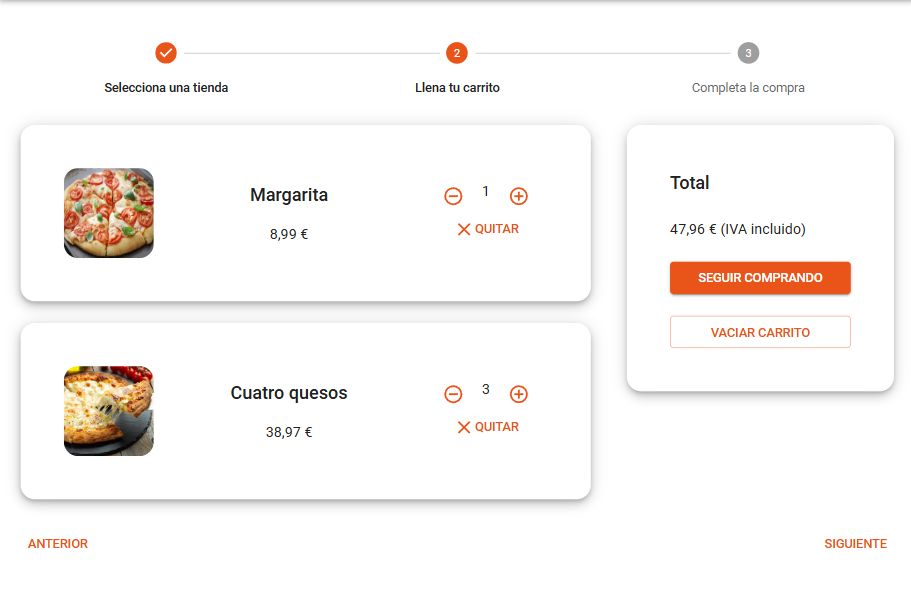 2
3
Selecciona una tienda
Llena tu carrito
Completa la compra
Margarita
8,99 €
1
QUITAR
Cuatro quesos
38,97 €
3
QUITAR
Total
47,96 € (IVA incluido)
SEGUIR COMPRANDO
VACIAR CARRITO
ANTERIOR
SIGUIENTE